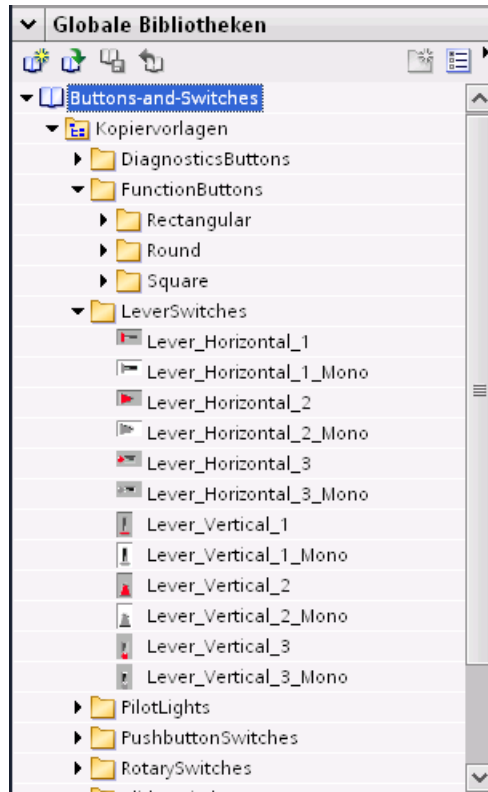 Globale Bibliotheken
Buttons-and-Switches
Kopiervorlagen
DiagnosticsButtons
FunctionButtons
Rectangular
Round
Square
LeverSwitches
Lever_Horizontal_1
Lever_Horizontal_1_Mono
Lever_Horizontal_2
Lever_Horizontal_2_Mono
Lever_Horizontal_3
Lever_Horizontal_3_Mono
Lever_Vertical_1
Lever_Vertical_1_Mono
Lever_Vertical_2
Lever_Vertical_2_Mono
Lever_Vertical_3
Lever_Vertical_3_Mono
PilotLights
PushbuttonSwitches
RotarySwitches